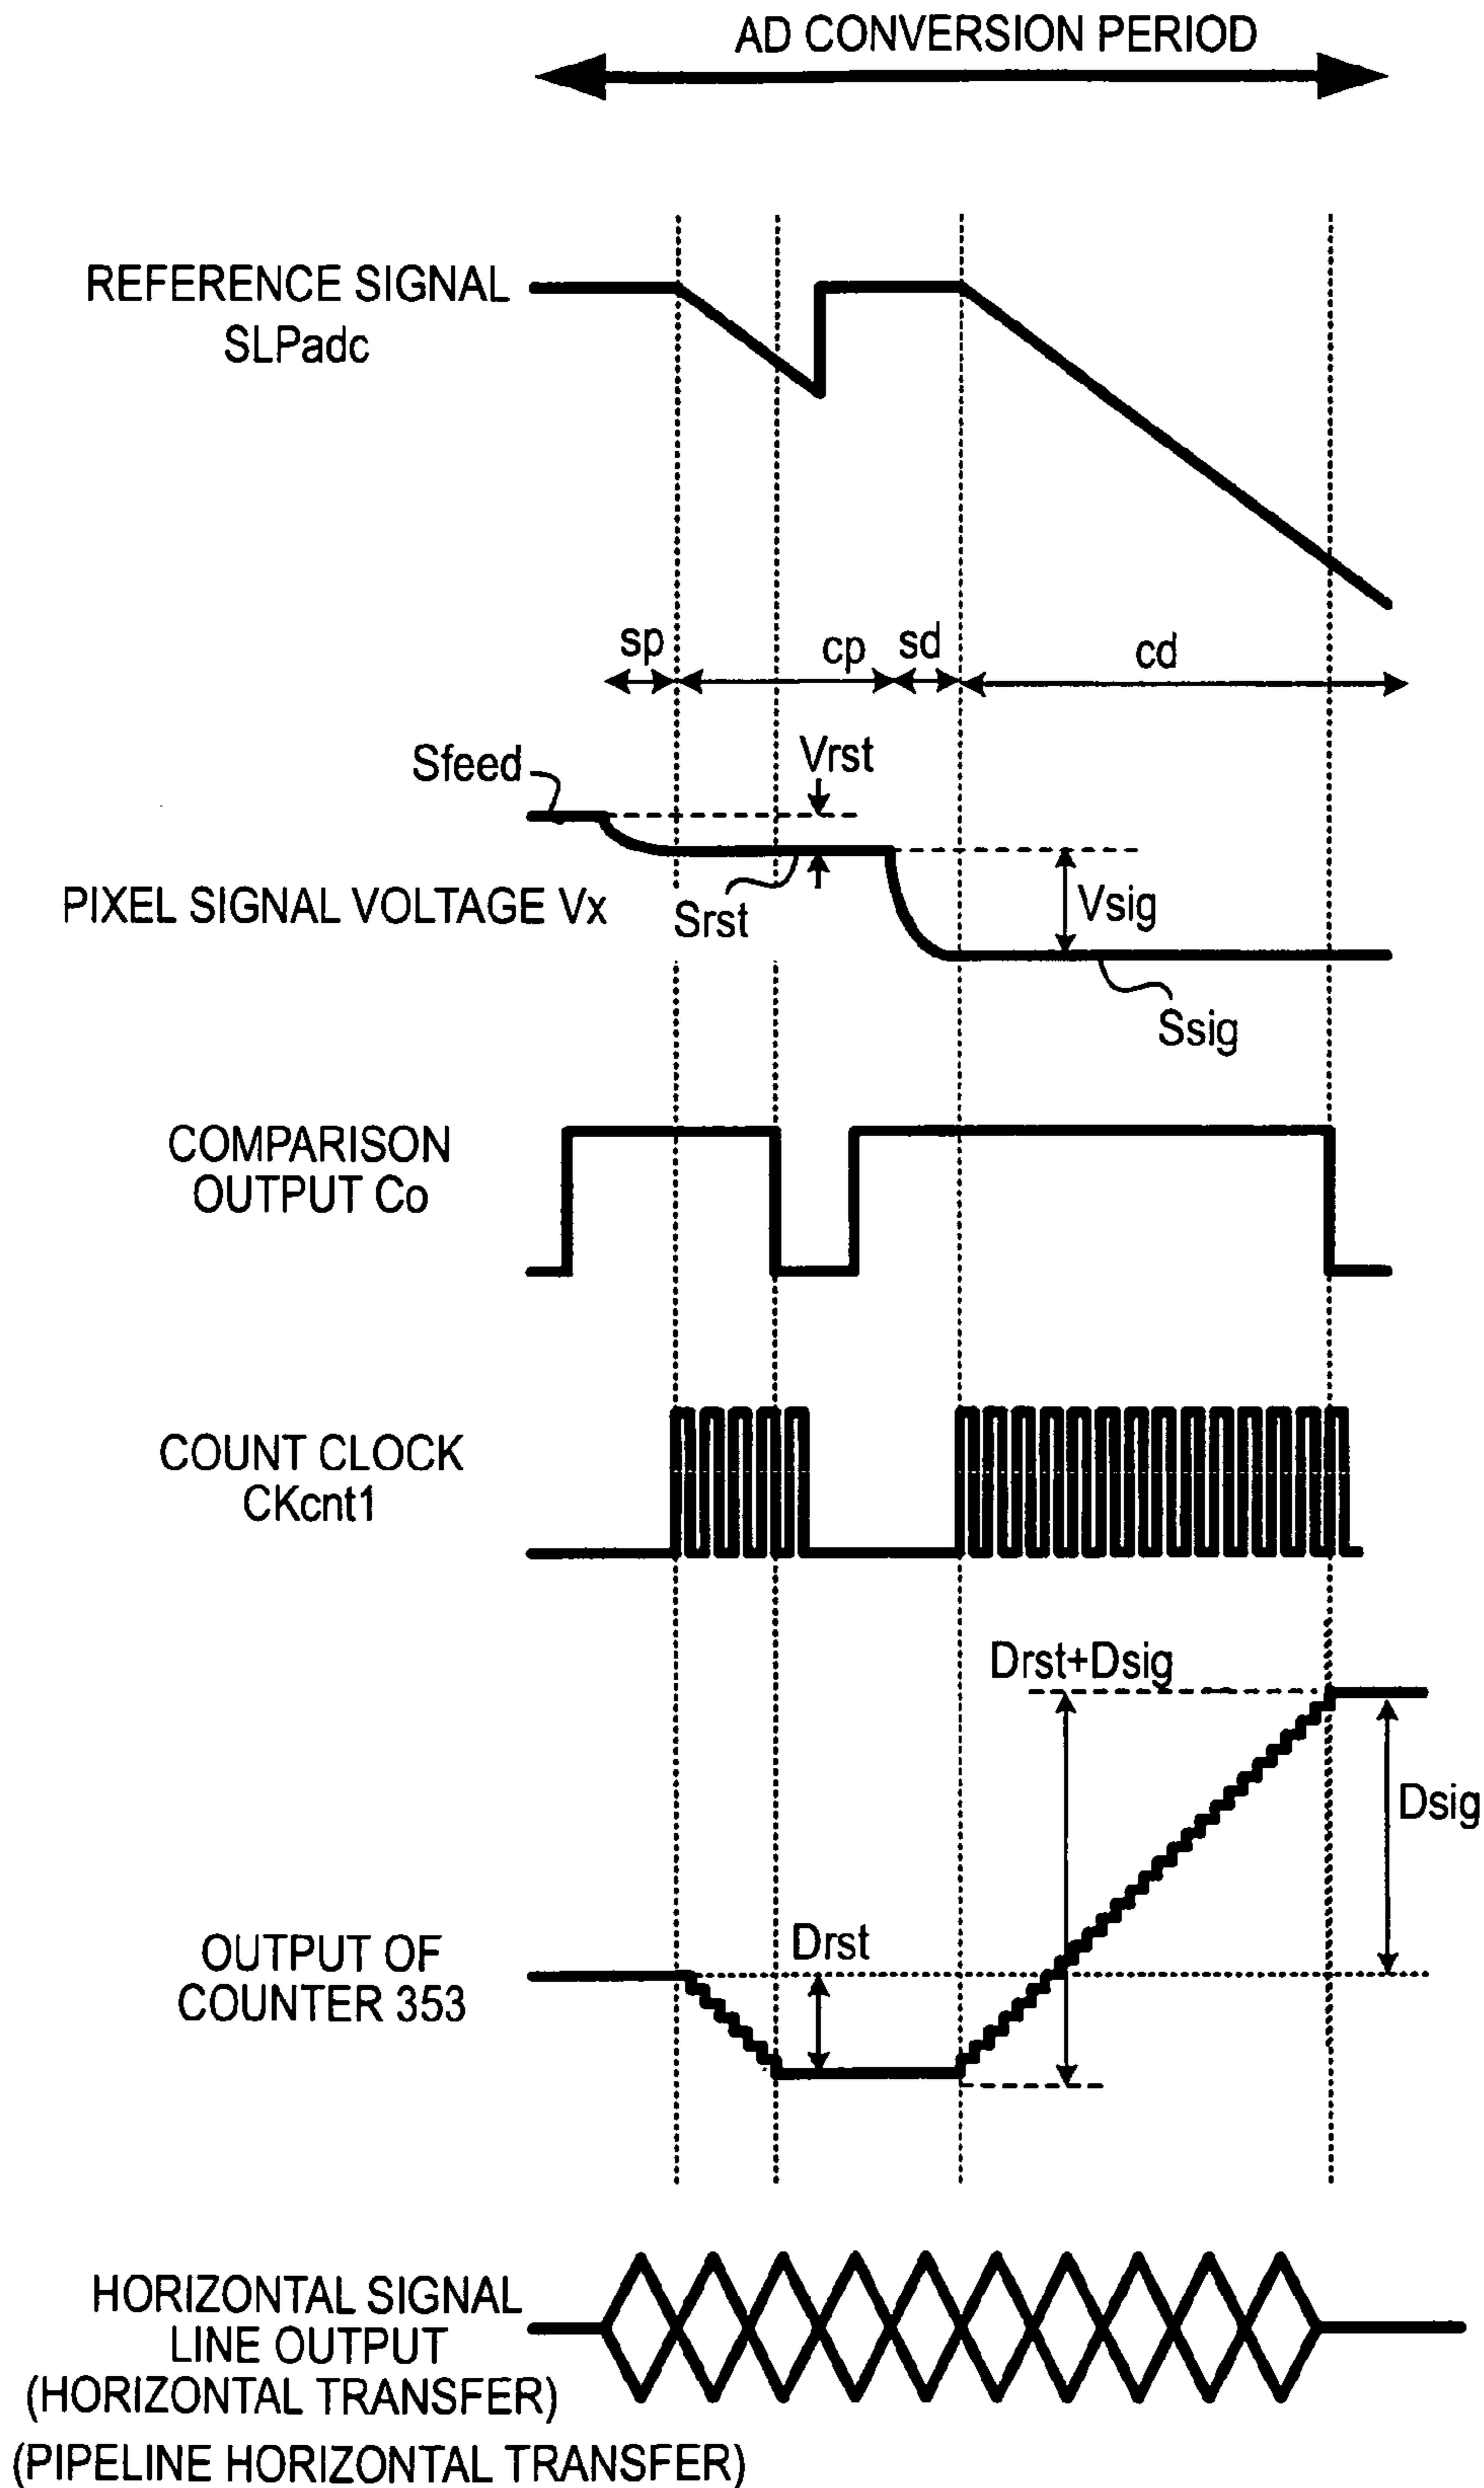 AD CONVERSION PERIOD
REFERENCE SIGNAL
SLPadc
sp
cp
sd
cd
Sfeed
Vrst
PIXEL SIGNAL VOLTAGE Vx
Srst
Vsig
Ssig
COMPARISON
OUTPUT Co
COUNT CLOCK
CKcnt1
Drst+Dsig
Dsig
Drst
OUTPUT OF
COUNTER 353
HORIZONTAL SIGNAL
LINE OUTPUT
(HORIZONTAL TRANSFER)
(PIPELINE HORIZONTAL TRANSFER)